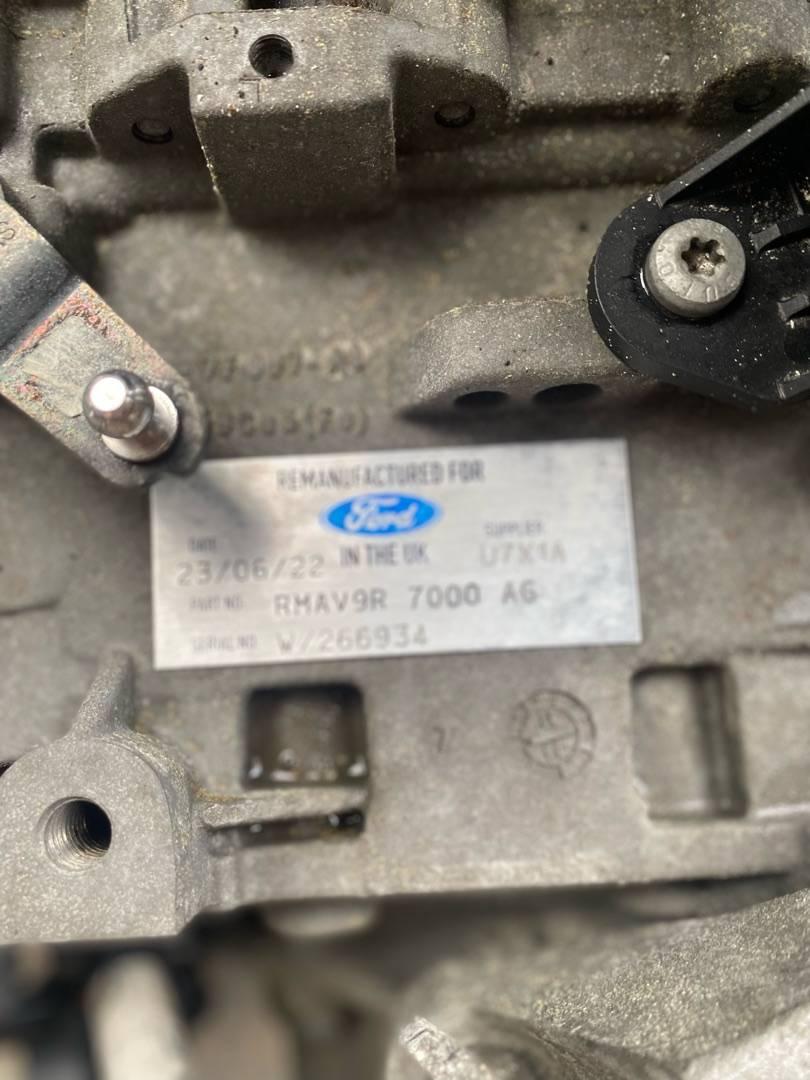 REMANUFACTURED FOR
Ford
DATE
SUPPLIER
23/06/22 IN THE UK U7X1A
PART NO. RMAV9R 7000 AG
SERIAL NO W/266934